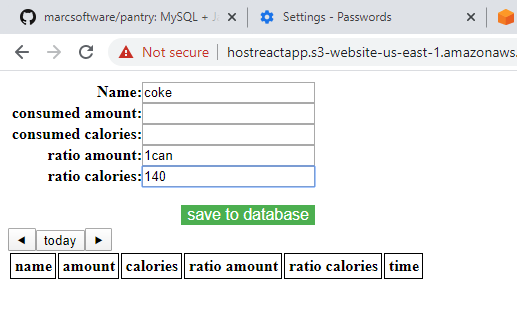 marcsoftware/pantry: MySQL + Ja
Settings - Passwords
Not secure | hostreactapp.s3-website-us-east-1.amazonaws.
Name: coke
consumed amount:
consumed calories:
ratio amount: 1can
ratio calories: 140
save to database
◄ today ►
name amount calories ratio amount ratio calories time